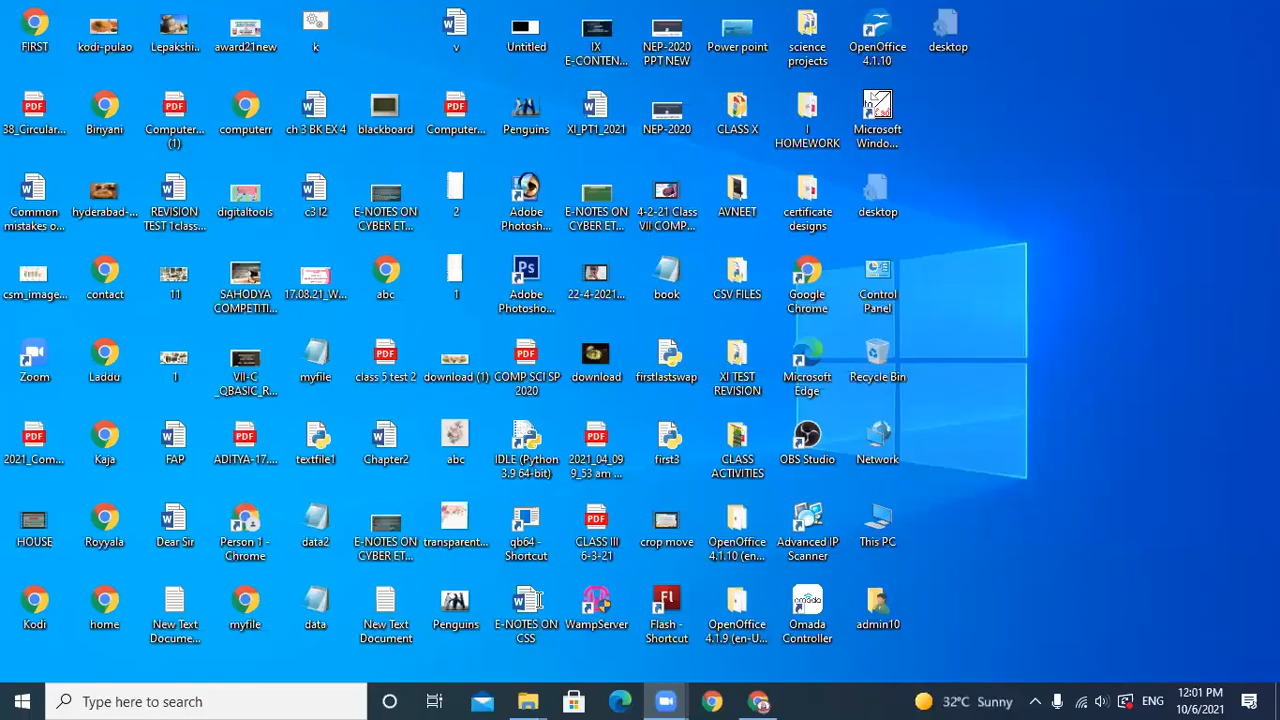 FIRST
kodi-pulao
Lepakshi..
award21new
k
v
Untitled
IX
E-CONTEN...
NEP-2020
PPT NEW
Power point
science
projects
OpenOffice
4.1.10
desktop
38_Circular...
Biriyani
Computer...
(1)
computerr
ch 3 BK EX 4
blackboard
Computer...
Penguins
XI_PT1_2021
NEP-2020
CLASS X
I
HOMEWORK
Microsoft
Windo...
Common
mistakes o...
hyderabad-...
REVISION
TEST 1class...
digitaltools
c3 l2
E-NOTES ON
CYBER ET...
2
Adobe
Photosh...
E-NOTES ON
CYBER ET...
4-2-21 Class
VII COMP...
AVNEET
certificate
designs
desktop
csm_image...
contact
11
SAHODYA
COMPETITI...
17.08.21_W...
abc
1
Adobe
Photosho...
22-4-2021...
book
CSV FILES
Google
Chrome
Control
Panel
Zoom
Laddu
1
VII-C
_QBASIC_R...
myfile
class 5 test 2
download (1)
COMP SCI SP
2020
download
firstlastswap
XI TEST
REVISION
Microsoft
Edge
Recycle Bin
2021_Com...
Kaja
FAP
ADITYA-17....
textfile1
Chapter2
abc
IDLE (Python
3.9 64-bit)
2021_04_09
9_53 am ...
first3
CLASS
ACTIVITIES
OBS Studio
Network
HOUSE
Royyala
Dear Sir
Person 1 -
Chrome
data2
E-NOTES ON
CYBER ET...
transparent...
qb64 -
Shortcut
CLASS III
6-3-21
crop move
OpenOffice
4.1.10 (en...
Advanced IP
Scanner
This PC
Kodi
home
New Text
Docume...
myfile
data
New Text
Document
Penguins
E-NOTES ON
CSS
WampServer
Flash -
Shortcut
OpenOffice
4.1.9 (en-U...
Omada
Controller
admin10
Type here to search
32°C Sunny
ENG
12:01 PM
10/6/2021